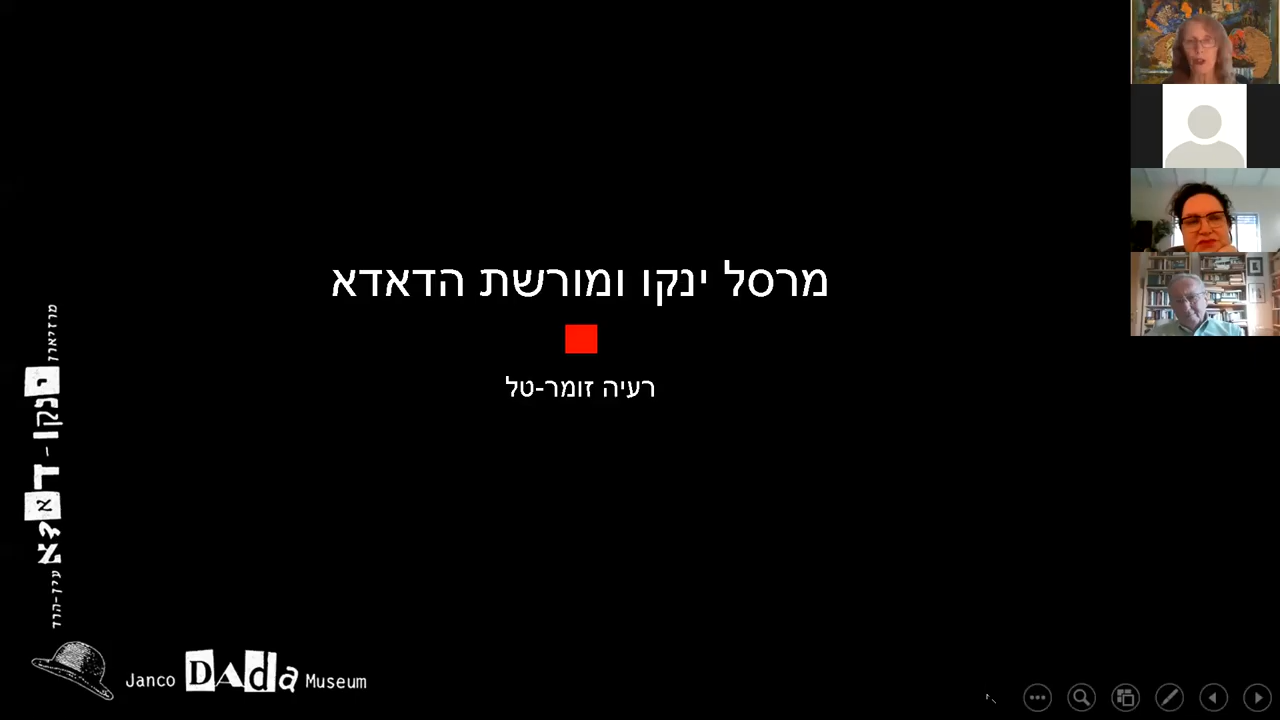 מרסל ינקו ומורשת הדאדא
רעיה זומר-טל
מוזיאון
ינקו-דאדא
עין-הוד
Janco Dada Museum